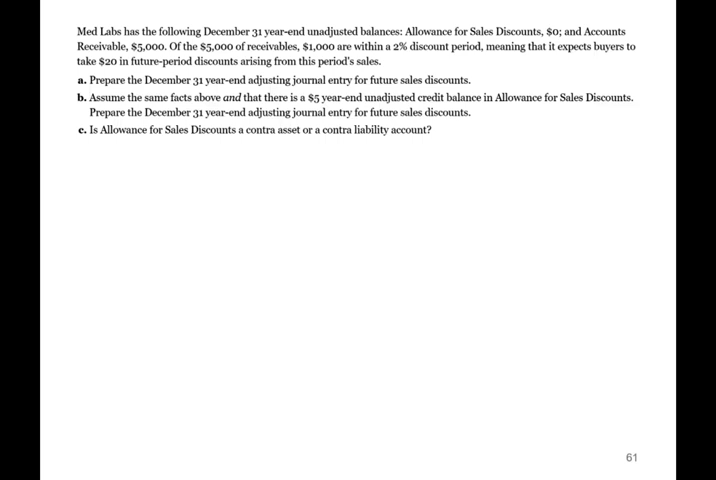 Med Labs has the following December 31 year-end unadjusted balances: Allowance for Sales Discounts, $0; and Accounts
Receivable, $5,000. Of the $5,000 of receivables, $1,000 are within a 2% discount period, meaning that it expects buyers to
take $20 in future-period discounts arising from this period's sales.
a. Prepare the December 31 year-end adjusting journal entry for future sales discounts.
b. Assume the same facts above and that there is a $5 year-end unadjusted credit balance in Allowance for Sales Discounts.
Prepare the December 31 year-end adjusting journal entry for future sales discounts.
c. Is Allowance for Sales Discounts a contra asset or a contra liability account?
61